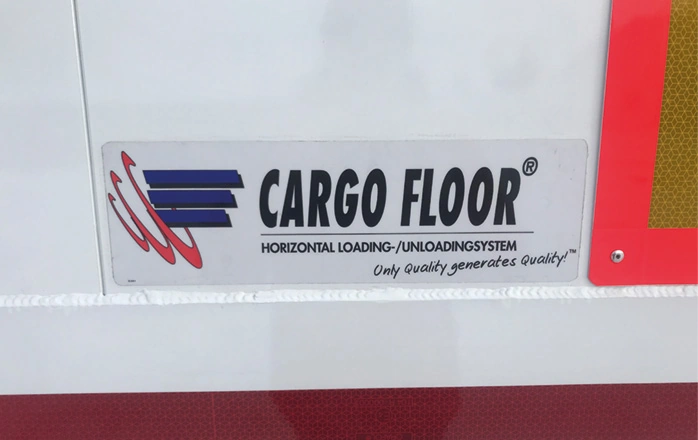 CARGO FLOOR®
HORIZONTAL LOADING-/UNLOADINGSYSTEM
Only Quality generates Quality!™